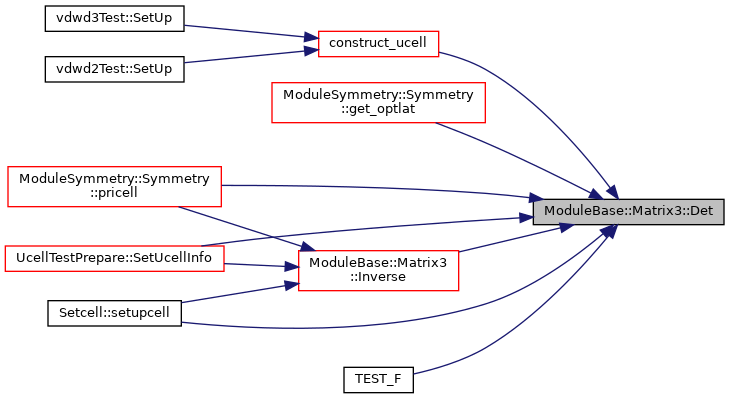 vdwd3Test::SetUp
construct_ucell
vdwd2Test::SetUp
ModuleSymmetry::Symmetry
::get_optlat
ModuleSymmetry::Symmetry
::pricell
ModuleBase::Matrix3::Det
UcellTestPrepare::SetUcellInfo
ModuleBase::Matrix3
::Inverse
Setcell::setupcell
TEST_F